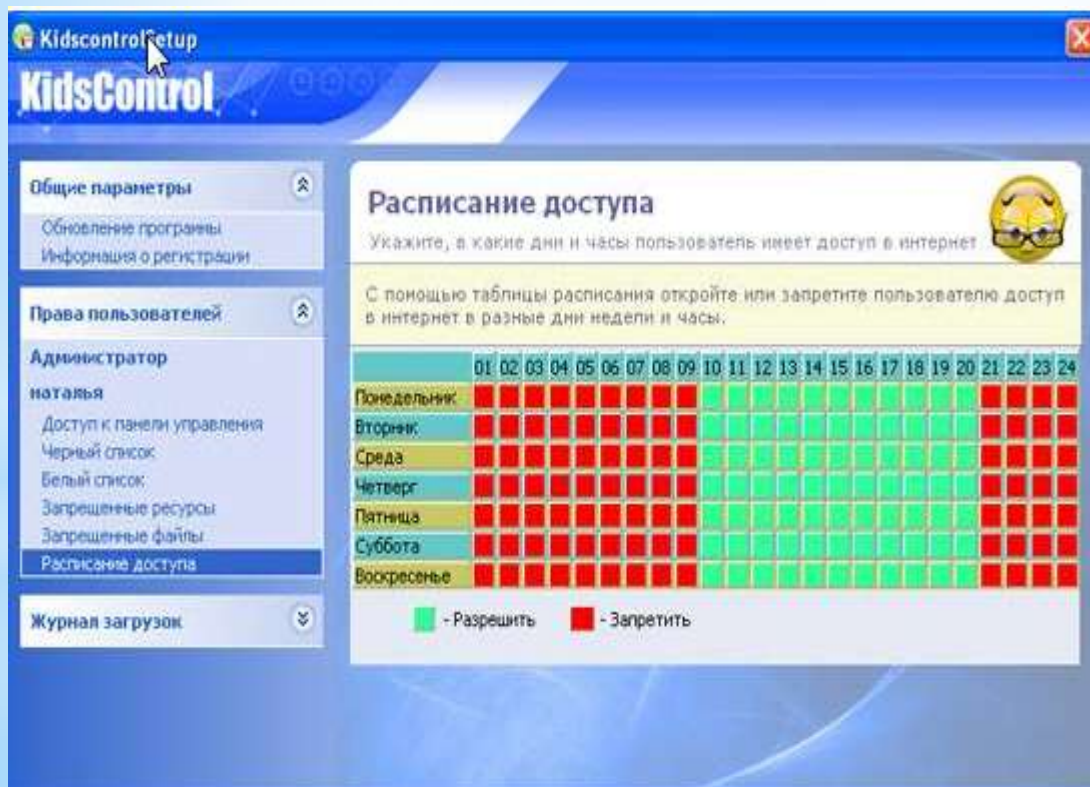 KidscontrolSetup
KidsControl
Общие параметры
Обновление программы
Информация о регистрации
Права пользователей
Администратор
наталья
Доступ к панели управления
Черный список
Белый список
Запрещенные ресурсы
Запрещенные файлы
Расписание доступа
Журнал загрузок
Расписание доступа
Укажите, в какие дни и часы пользователь имеет доступ в интернет
С помощью таблицы расписания откройте или запретите пользователю доступ
в интернет в разные дни недели и часы.
01 02 03 04 05 06 07 08 09 10 11 12 13 14 15 16 17 18 19 20 21 22 23 24
Понедельник
Вторник
Среда
Четверг
Пятница
Суббота
Воскресенье
- Разрешить - Запретить